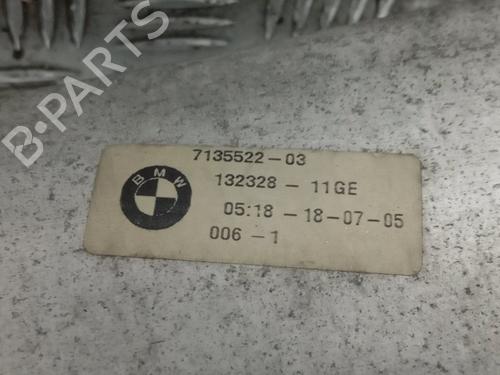 B-PARTS
7135522-03
BMW
132328 - 11GE
05:18 - 18-07-05
006-1